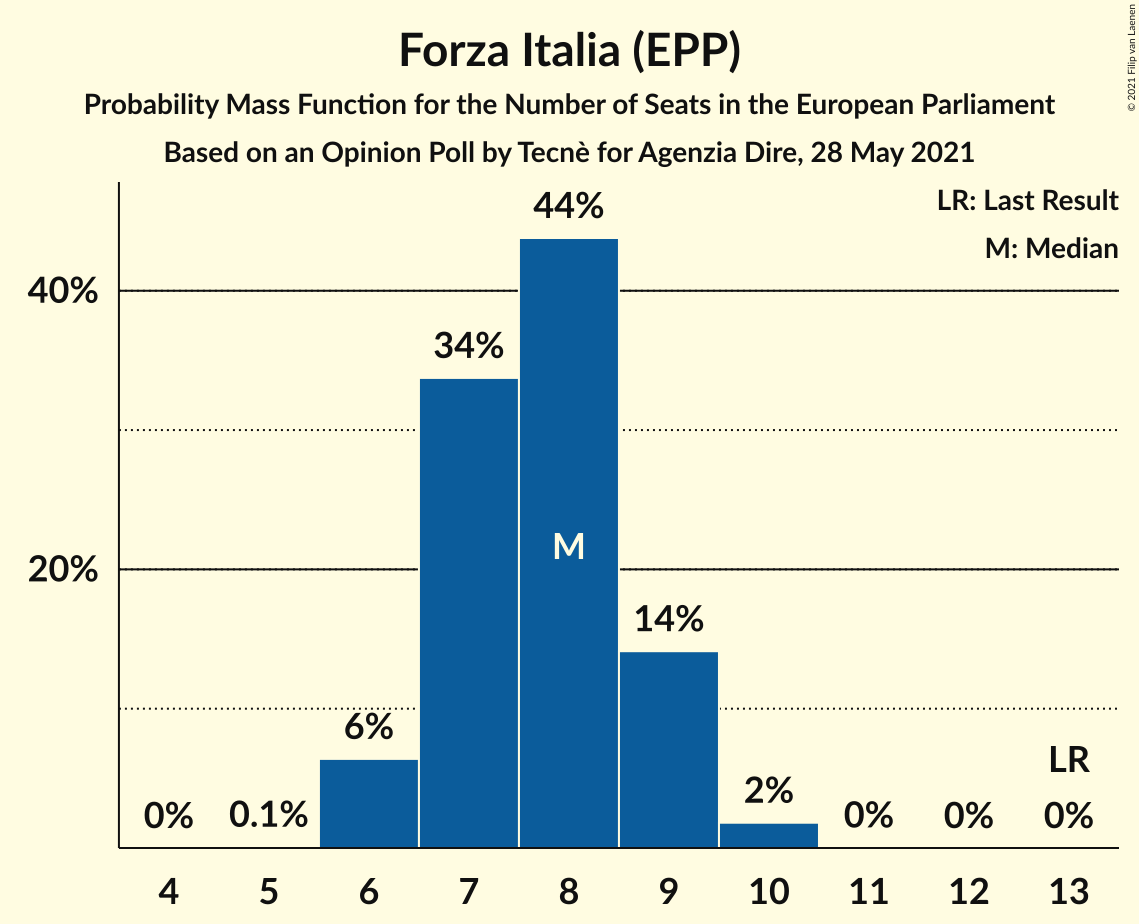 Forza Italia (EPP)
Probability Mass Function for the Number of Seats in the European Parliament
Based on an Opinion Poll by Tecnè for Agenzia Dire, 28 May 2021
© 2021 Filip van Laenen
LR: Last Result
M: Median
44%
40%
34%
M
20%
14%
6%
LR
2%
0% 0.1% 0% 0% 0%
4 5 6 7 8 9 10 11 12 13